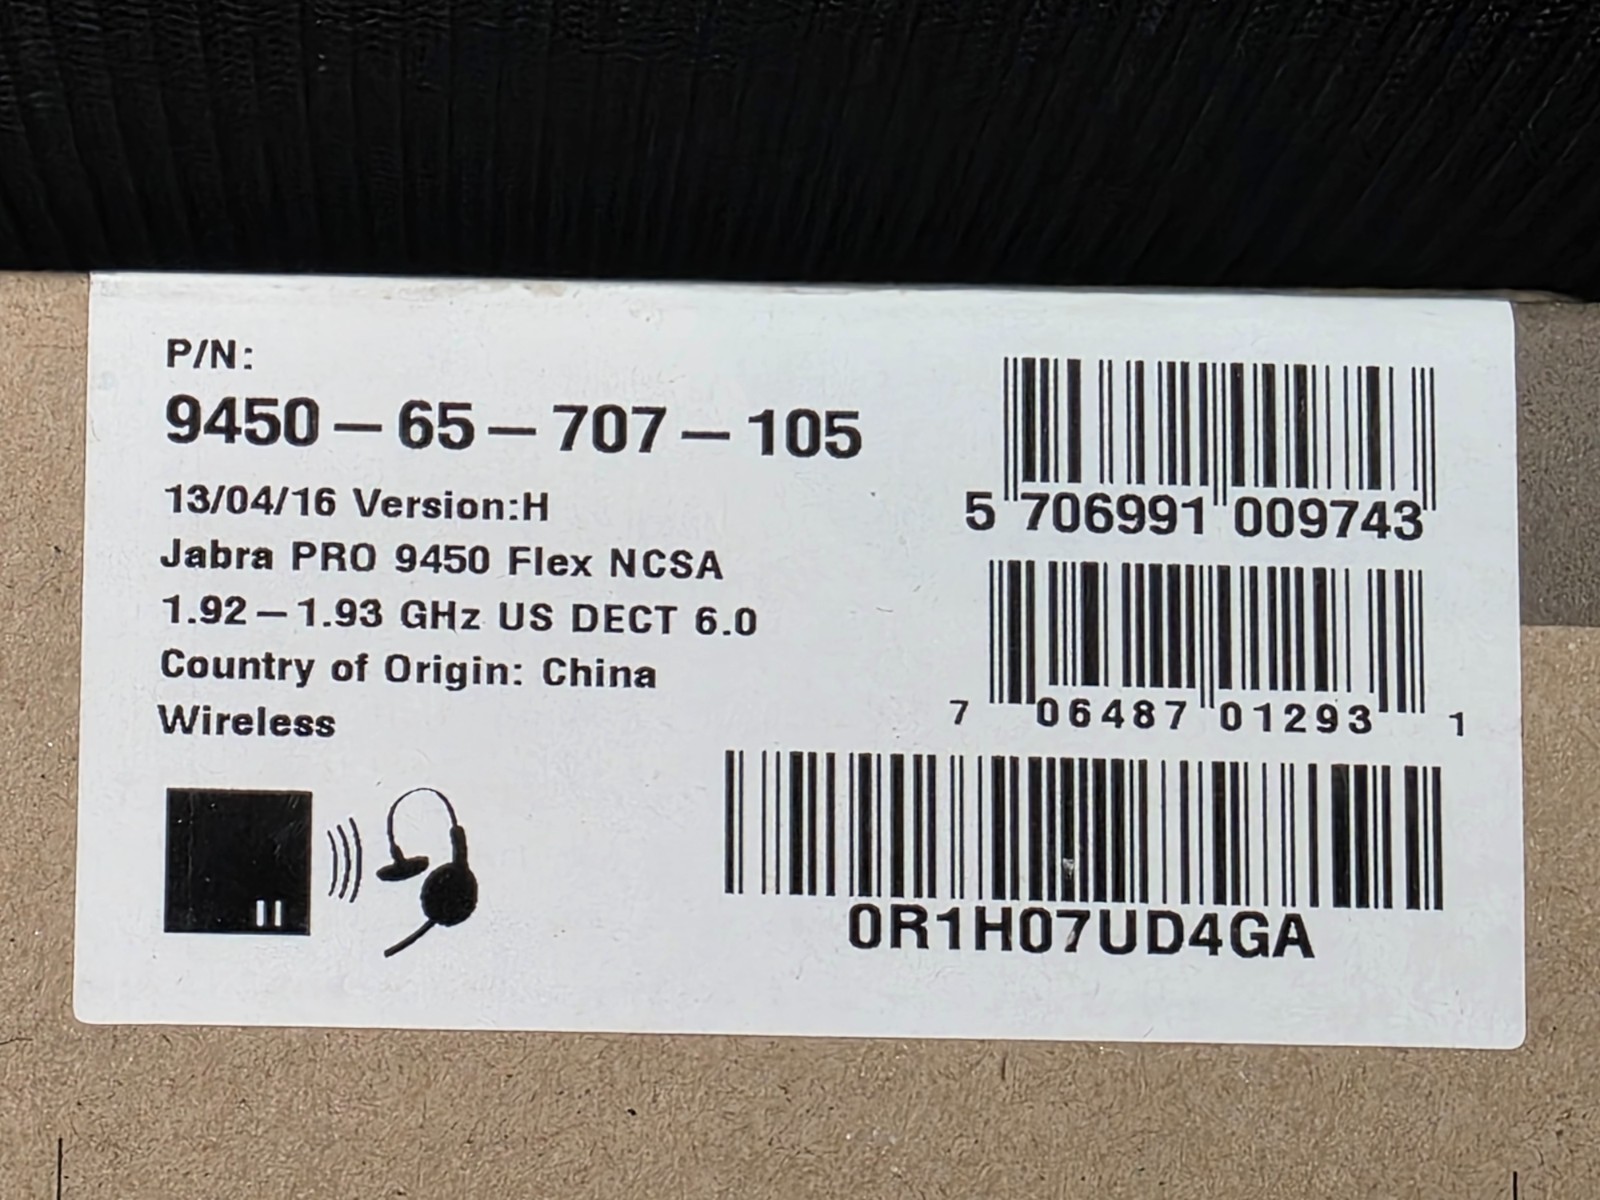 P/N:
9450-65-707-105
13/04/16 Version:H
Jabra PRO 9450 Flex NCSA
1.92-1.93 GHz US DECT 6.0
Country of Origin: China
Wireless
5 706991 009743
7 06487 01293 1
0R1H07UD4GA